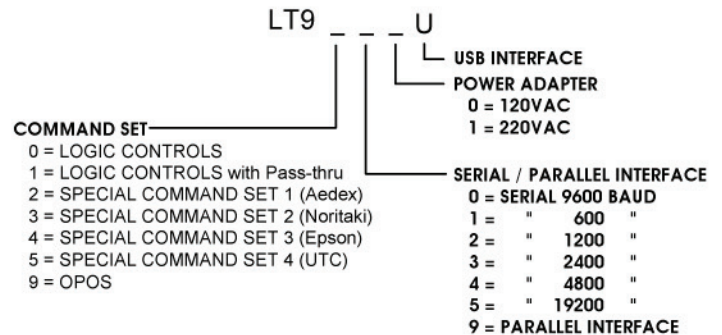 LT9 _ _ _ U
USB INTERFACE
POWER ADAPTER
0 = 120VAC
1 = 220VAC
COMMAND SET
0 = LOGIC CONTROLS
1 = LOGIC CONTROLS with Pass-thru
2 = SPECIAL COMMAND SET 1 (Aedex)
3 = SPECIAL COMMAND SET 2 (Noritaki)
4 = SPECIAL COMMAND SET 3 (Epson)
5 = SPECIAL COMMAND SET 4 (UTC)
9 = OPOS
SERIAL / PARALLEL INTERFACE
0 = SERIAL 9600 BAUD
1 = " 600 "
2 = " 1200 "
3 = " 2400 "
4 = " 4800 "
5 = " 19200 "
9 = PARALLEL INTERFACE